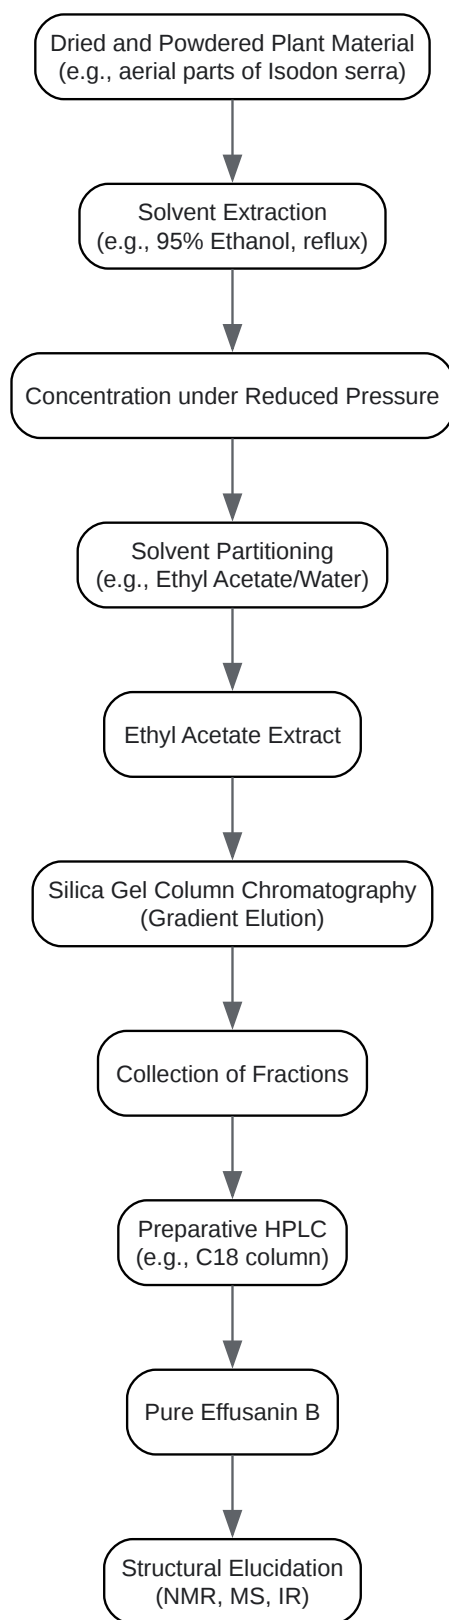 Dried and Powdered Plant Material
(e.g., aerial parts of Isodon serra)
Solvent Extraction
(e.g., 95% Ethanol, reflux)
Concentration under Reduced Pressure
Solvent Partitioning
(e.g., Ethyl Acetate/Water)
Ethyl Acetate Extract
Silica Gel Column Chromatography
(Gradient Elution)
Collection of Fractions
Preparative HPLC
(e.g., C18 column)
Pure Effusanin B
Structural Elucidation
(NMR, MS, IR)